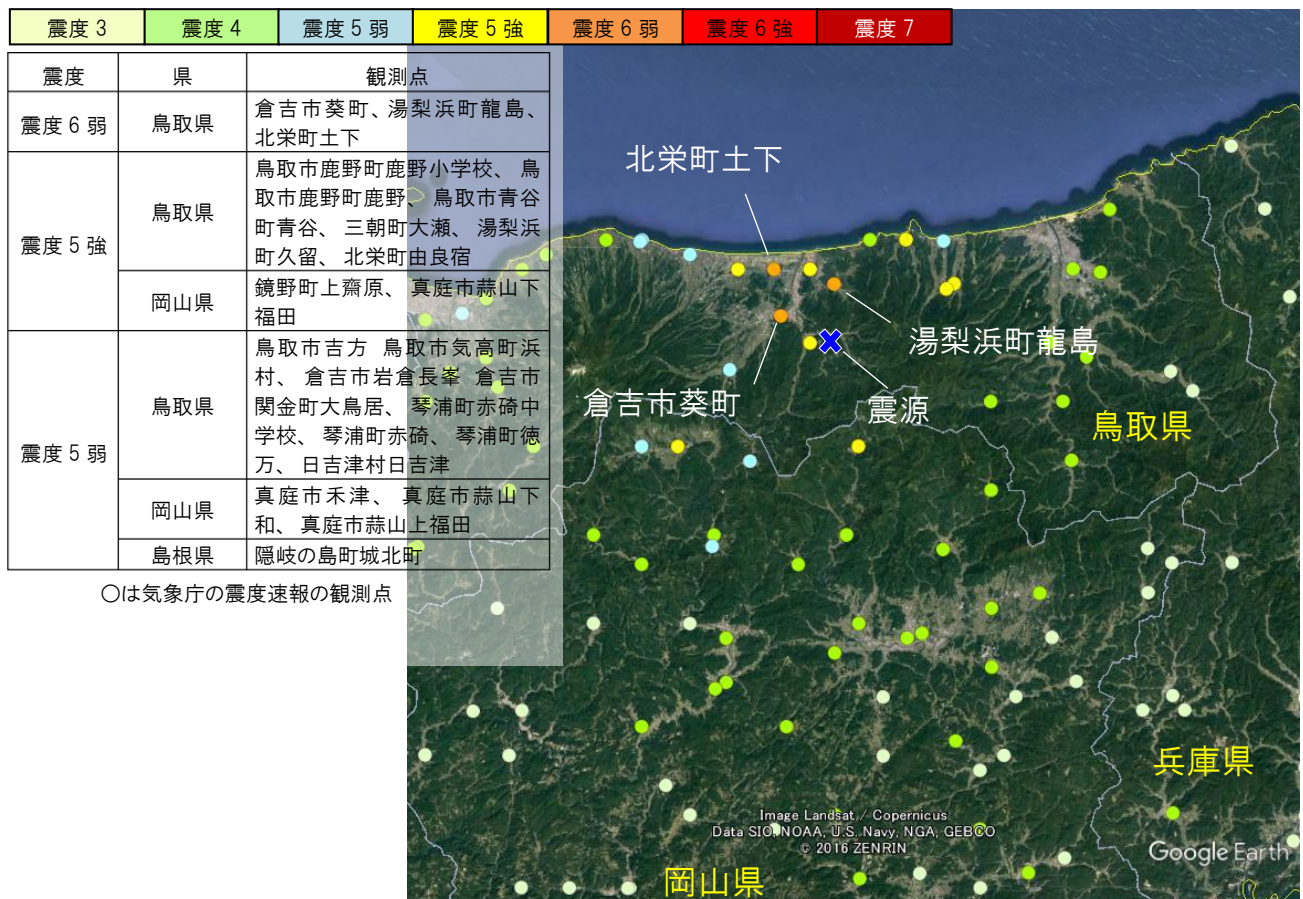 震度3 震度4 震度5弱 震度5強 震度6弱 震度6強 震度7
震度 県 観測点
震度6弱 鳥取県 倉吉市葵町、湯梨浜町龍島、
北栄町土下
震度5強
鳥取県
鳥取市鹿野町鹿野小学校、 鳥
取市鹿野町鹿野、 鳥取市青谷
町青谷、 三朝町大瀬、 湯梨浜
町久留、 北栄町由良宿
岡山県
鏡野町上齋原、 真庭市蒜山下
福田
震度5弱
鳥取県
鳥取市吉方 鳥取市気高町浜
村、 倉吉市岩倉長峯 倉吉市
関金町大鳥居、 琴浦町赤碕中
学校、 琴浦町赤碕、 琴浦町徳
万、 日吉津村日吉津
岡山県
真庭市禾津、 真庭市蒜山下
和、 真庭市蒜山上福田
島根県 隠岐の島町城北町
○は気象庁の震度速報の観測点
北栄町土下
湯梨浜町龍島
倉吉市葵町
震源
鳥取県
兵庫県
岡山県
Image Landsat / Copernicus
Data SIO, NOAA, U.S. Navy, NGA, GEBCO
© 2016 ZENRIN
Google Earth